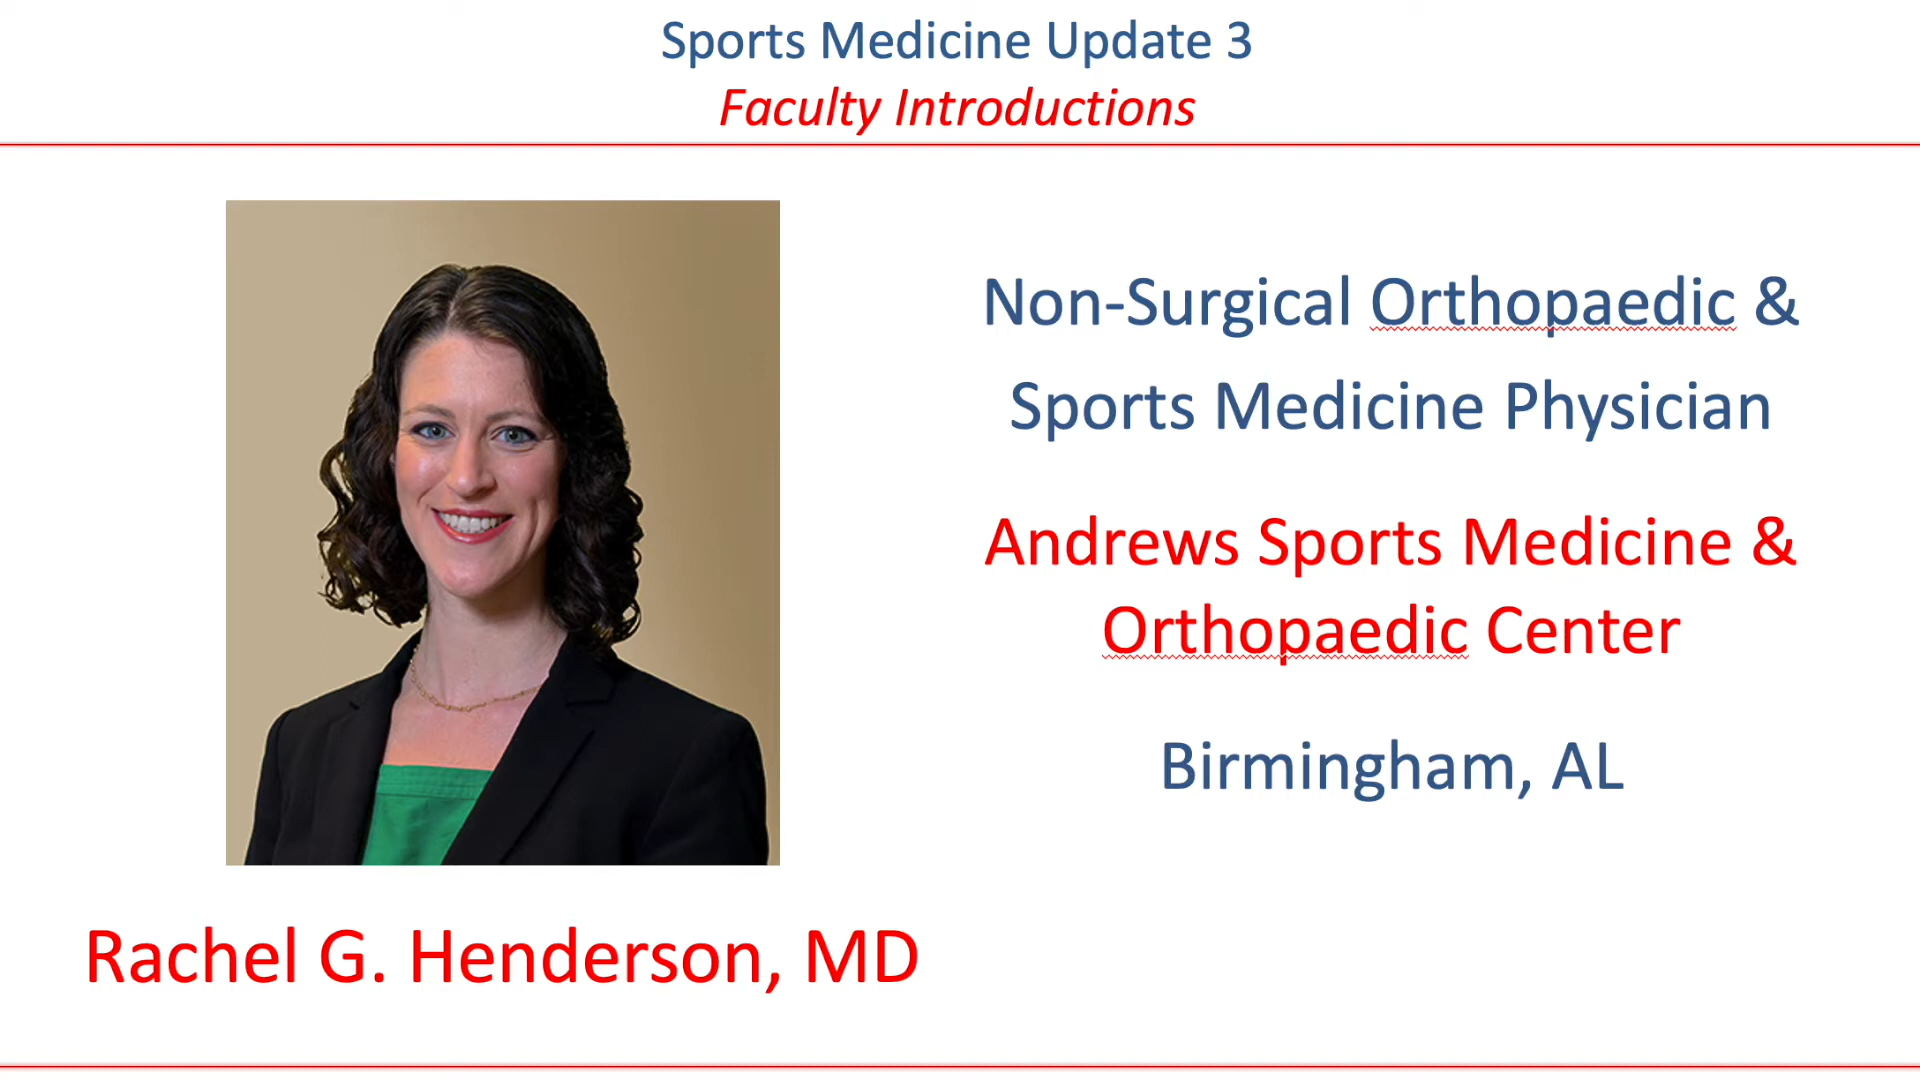 Sports Medicine Update 3
Faculty Introductions
Non-Surgical Orthopaedic &
Sports Medicine Physician
Andrews Sports Medicine &
Orthopaedic Center
Birmingham, AL
Rachel G. Henderson, MD